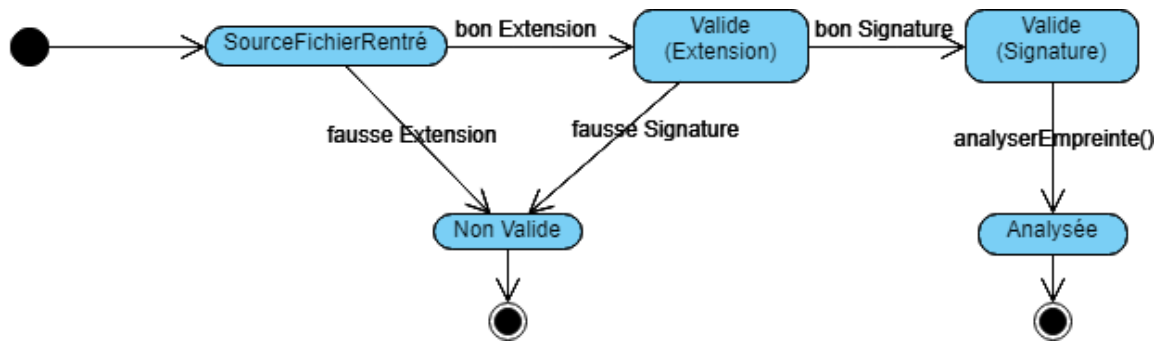 SourceFichierRentré
bon Extension
Valide
(Extension)
bon Signature
Valide
(Signature)
fausse Extension
fausse Signature
analyserEmpreinte()
Non Valide
Analysée